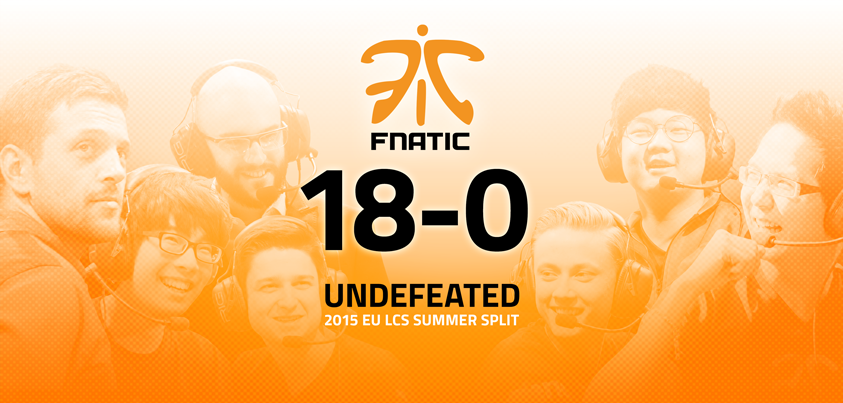 FNATIC
18-0
UNDEFEATED
2015 EU LCS SUMMER SPLIT